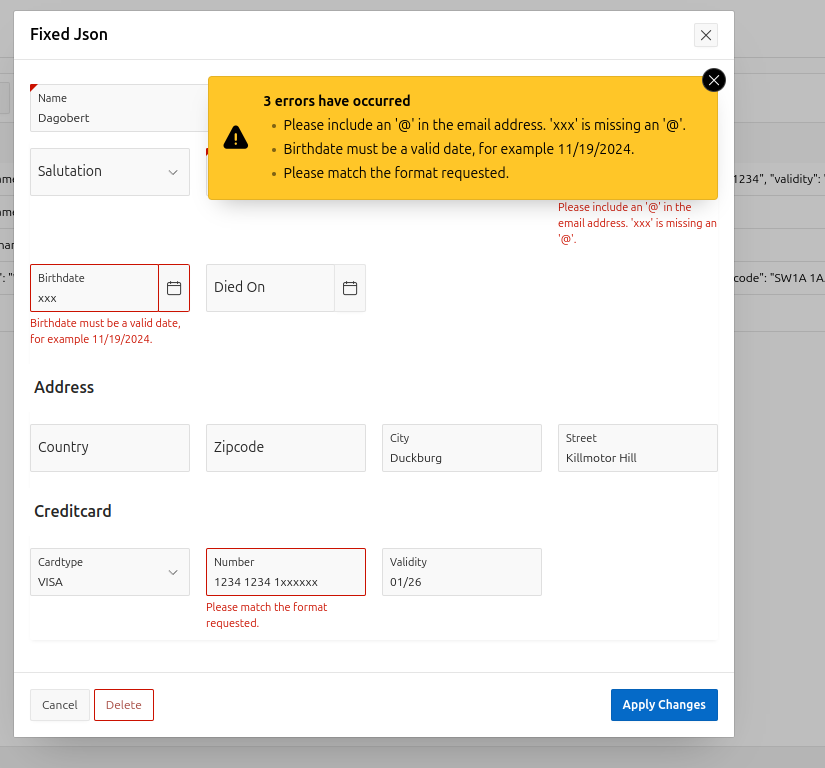 Fixed Json
Name
Dagobert
3 errors have occurred
Please include an '@' in the email address. 'xxx' is missing an '@'.
Birthdate must be a valid date, for example 11/19/2024.
Please match the format requested.
Salutation
1234", "validity": "
Please include an '@' in the
email address. 'xxx' is missing an
'@'.
Birthdate
xxx
Died On
code": "SW1A 1A
Birthdate must be a valid date,
for example 11/19/2024.
Address
Country
Zipcode
City
Duckburg
Street
Killmotor Hill
Creditcard
Cardtype
VISA
Number
1234 1234 1xxxxxx
Validity
01/26
Please match the format
requested.
Cancel
Delete
Apply Changes